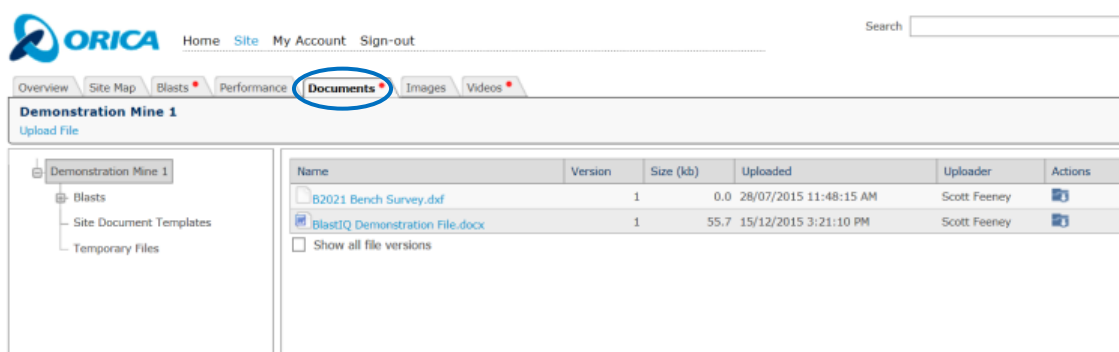 ORICA Home Site My Account Sign-out Search
Overview Site Map Blasts Performance Documents Images Videos
Demonstration Mine 1
Upload File
Demonstration Mine 1
Blasts
Site Document Templates
Temporary Files
Name Version Size (kb) Uploaded Uploader Actions
B2021 Bench Survey.dxf 1 0.0 28/07/2015 11:48:15 AM Scott Feeney
BlastIQ Demonstration File.docx 1 55.7 15/12/2015 3:21:10 PM Scott Feeney
Show all file versions